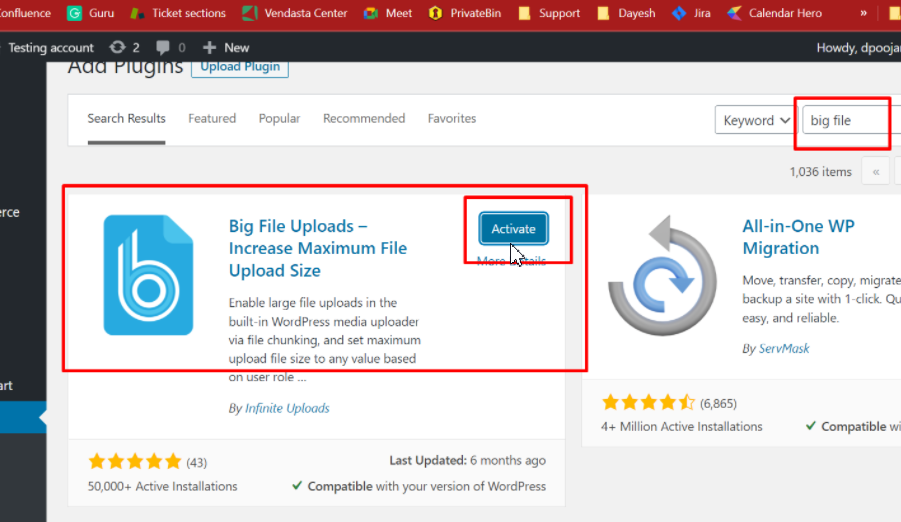 onfluence Guru Ticket sections Vendasta Center Meet PrivateBin Support Dayesh Jira Calendar Hero »
Testing account 2 0 New Howdy, dpooja
Add Plugins Upload Plugin
Search Results Featured Popular Recommended Favorites Keyword big file
1,036 items «
erce
Big File Uploads –
Increase Maximum File
Upload Size
Activate
More Details
Enable large file uploads in the
built-in WordPress media uploader
via file chunking, and set maximum
upload file size to any value based
on user role ...
By Infinite Uploads
(43)
50,000+ Active Installations
Last Updated: 6 months ago
Compatible with your version of WordPress
All-in-One WP
Migration
Move, transfer, copy, migrate
backup a site with 1-click. Qu
easy, and reliable.
By ServMask
(6,865)
4+ Million Active Installations
Compatible wi
art